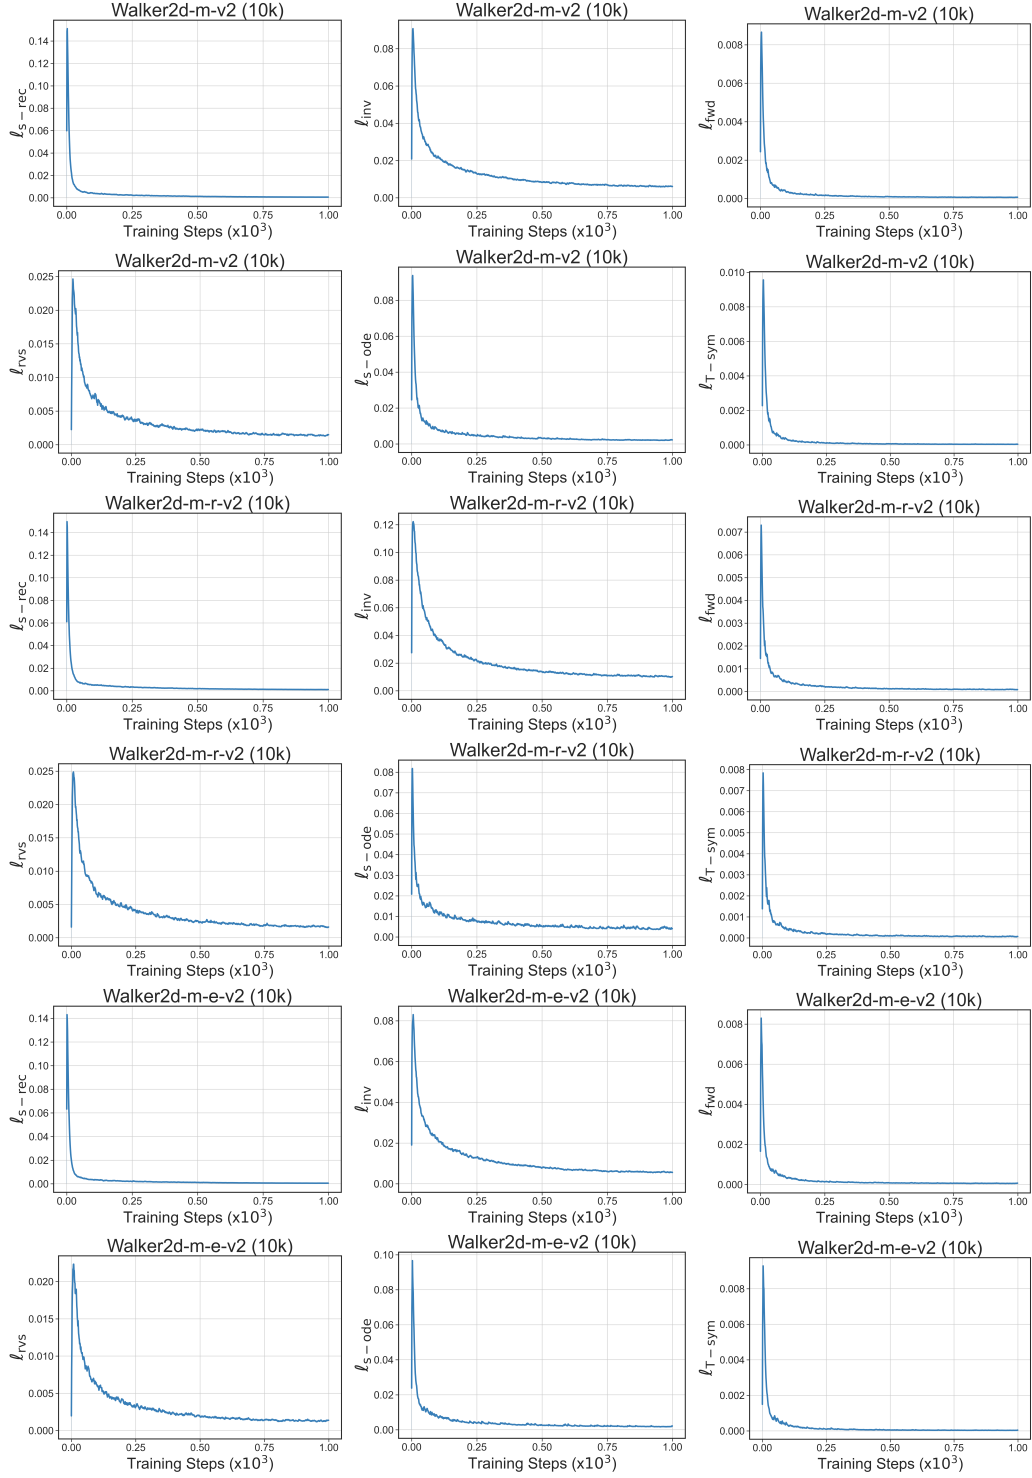 Walker2d-m-v2 (10k)
ℓs−rec
0.14
0.12
0.10
0.08
0.06
0.04
0.02
0.00
0.00 0.25 0.50 0.75 1.00
Training Steps (x10³)
Walker2d-m-v2 (10k)
ℓinv
0.08
0.06
0.04
0.02
0.00
0.00 0.25 0.50 0.75 1.00
Training Steps (x10³)
Walker2d-m-v2 (10k)
ℓfwd
0.008
0.006
0.004
0.002
0.000
0.00 0.25 0.50 0.75 1.00
Training Steps (x10³)
Walker2d-m-v2 (10k)
ℓrvs
0.025
0.020
0.015
0.010
0.005
0.000
0.00 0.25 0.50 0.75 1.00
Training Steps (x10³)
Walker2d-m-v2 (10k)
ℓs−ode
0.08
0.06
0.04
0.02
0.00
0.00 0.25 0.50 0.75 1.00
Training Steps (x10³)
Walker2d-m-v2 (10k)
ℓT−sym
0.010
0.008
0.006
0.004
0.002
0.000
0.00 0.25 0.50 0.75 1.00
Training Steps (x10³)
Walker2d-m-r-v2 (10k)
ℓs−rec
0.14
0.12
0.10
0.08
0.06
0.04
0.02
0.00
0.00 0.25 0.50 0.75 1.00
Training Steps (x10³)
Walker2d-m-r-v2 (10k)
ℓinv
0.12
0.10
0.08
0.06
0.04
0.02
0.00
0.00 0.25 0.50 0.75 1.00
Training Steps (x10³)
Walker2d-m-r-v2 (10k)
ℓfwd
0.007
0.006
0.005
0.004
0.003
0.002
0.001
0.000
0.00 0.25 0.50 0.75 1.00
Training Steps (x10³)
Walker2d-m-r-v2 (10k)
ℓrvs
0.025
0.020
0.015
0.010
0.005
0.000
0.00 0.25 0.50 0.75 1.00
Training Steps (x10³)
Walker2d-m-r-v2 (10k)
ℓs−ode
0.08
0.07
0.06
0.05
0.04
0.03
0.02
0.01
0.00
0.00 0.25 0.50 0.75 1.00
Training Steps (x10³)
Walker2d-m-r-v2 (10k)
ℓT−sym
0.008
0.007
0.006
0.005
0.004
0.003
0.002
0.001
0.000
0.00 0.25 0.50 0.75 1.00
Training Steps (x10³)
Walker2d-m-e-v2 (10k)
ℓs−rec
0.14
0.12
0.10
0.08
0.06
0.04
0.02
0.00
0.00 0.25 0.50 0.75 1.00
Training Steps (x10³)
Walker2d-m-e-v2 (10k)
ℓinv
0.08
0.06
0.04
0.02
0.00
0.00 0.25 0.50 0.75 1.00
Training Steps (x10³)
Walker2d-m-e-v2 (10k)
ℓfwd
0.008
0.006
0.004
0.002
0.000
0.00 0.25 0.50 0.75 1.00
Training Steps (x10³)
Walker2d-m-e-v2 (10k)
ℓrvs
0.020
0.015
0.010
0.005
0.000
0.00 0.25 0.50 0.75 1.00
Training Steps (x10³)
Walker2d-m-e-v2 (10k)
ℓs−ode
0.10
0.08
0.06
0.04
0.02
0.00
0.00 0.25 0.50 0.75 1.00
Training Steps (x10³)
Walker2d-m-e-v2 (10k)
ℓT−sym
0.008
0.006
0.004
0.002
0.000
0.00 0.25 0.50 0.75 1.00
Training Steps (x10³)